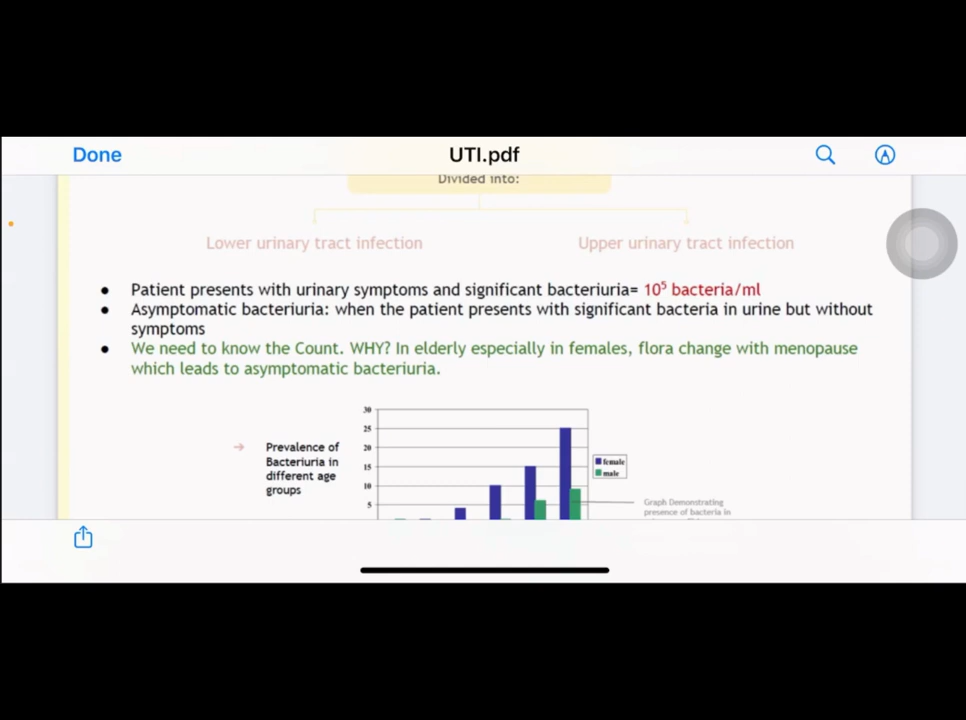 Done
UTI.pdf
Divided into:
Lower urinary tract infection
Upper urinary tract infection
● Patient presents with urinary symptoms and significant bacteriuria= 10⁵ bacteria/ml
● Asymptomatic bacteriuria: when the patient presents with significant bacteria in urine but without
symptoms
● We need to know the Count. WHY? In elderly especially in females, flora change with menopause
which leads to asymptomatic bacteriuria.
→ Prevalence of
Bacteriuria in
different age
groups
30
25
20
15
10
5
female
male
Graph Demonstrating
presence of bacteria in